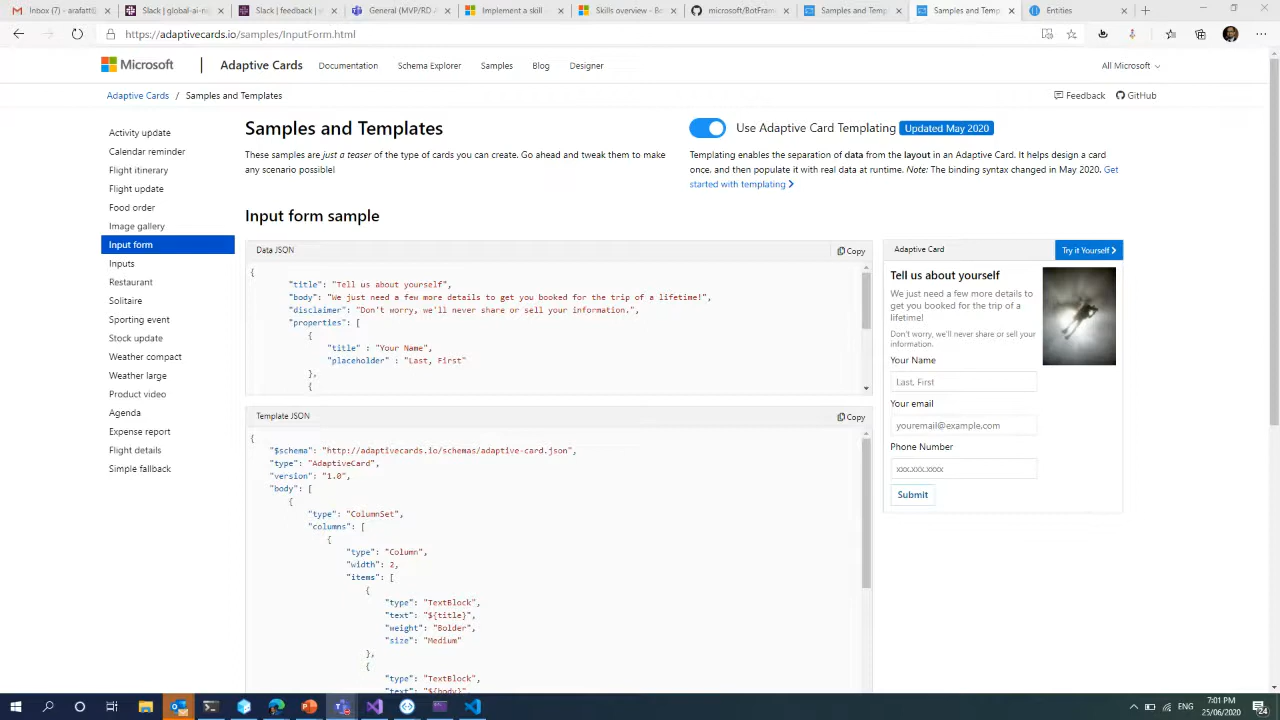 Inbox (7) - arafattü
Slack | global-ai-ne
Slack | feedback | v
General (MVP/RD
Implement a skill
Skills overview - Bo
microsoft/BotFram
Samples and Temp
Samples and Temp
Entities
https://adaptivecards.io/samples/InputForm.html
Microsoft
Adaptive Cards
Documentation
Schema Explorer
Samples
Blog
Designer
All Microsoft
Adaptive Cards / Samples and Templates
Feedback
GitHub
Activity update
Calendar reminder
Flight itinerary
Flight update
Food order
Image gallery
Input form
Inputs
Restaurant
Solitaire
Sporting event
Stock update
Weather compact
Weather large
Product video
Agenda
Expense report
Flight details
Simple fallback
Samples and Templates
These samples are just a teaser of the type of cards you can create. Go ahead and tweak them to make
any scenario possible!
Use Adaptive Card Templating Updated May 2020
Templating enables the separation of data from the layout in an Adaptive Card. It helps design a card
once, and then populate it with real data at runtime. Note: The binding syntax changed in May 2020. Get
started with templating
Input form sample
Data JSON
Copy
{
"title": "Tell us about yourself",
"body": "We just need a few more details to get you booked for the trip of a lifetime!",
"disclaimer": "Don't worry, we'll never share or sell your information.",
"properties": [
{
"title" : "Your Name",
"placeholder" : "Last, First"
},
{
Template JSON
Copy
{
"$schema": "http://adaptivecards.io/schemas/adaptive-card.json",
"type": "AdaptiveCard",
"version": "1.0",
"body": [
{
"type": "ColumnSet",
"columns": [
{
"type": "Column",
"width": 2,
"items": [
{
"type": "TextBlock",
"text": "${title}",
"weight": "Bolder",
"size": "Medium"
},
{
"type": "TextBlock",
"text": "${body}",
Adaptive Card
Try it Yourself
Tell us about yourself
We just need a few more details to
get you booked for the trip of a
lifetime!
Don't worry, we'll never share or sell your
information.
Your Name
Last, First
Your email
youremail@example.com
Phone Number
xxx.xxx.xxxx
Submit
ENG
7:01 PM
25/06/2020
24